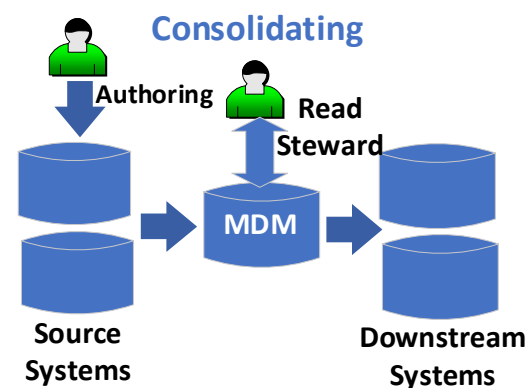 Consolidating
Authoring
Read
Steward
MDM
Source
Systems
Downstream
Systems